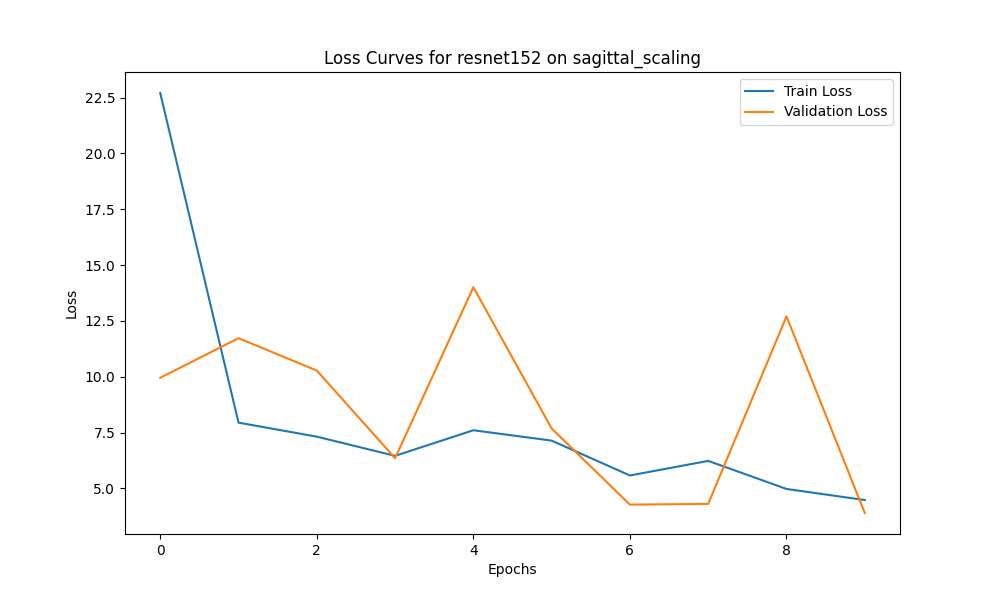 Loss Curves for resnet152 on sagittal_scaling
Train Loss
Validation Loss
22.5
20.0
17.5
15.0
12.5
10.0
7.5
5.0
Loss
0 2 4 6 8
Epochs